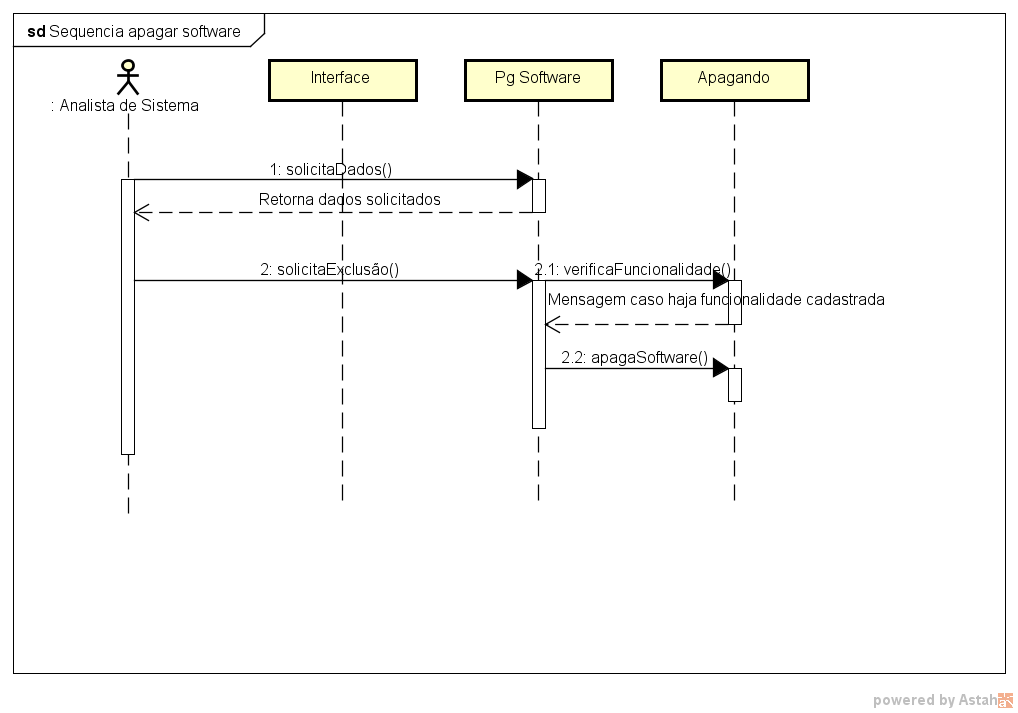 sd Sequencia apagar software
: Analista de Sistema
Interface
Pg Software
Apagando
1: solicitaDados()
Retorna dados solicitados
2: solicitaExclusão()
2.1: verificaFuncionalidade()
Mensagem caso haja funcionalidade cadastrada
2.2: apagaSoftware()
powered by Astah